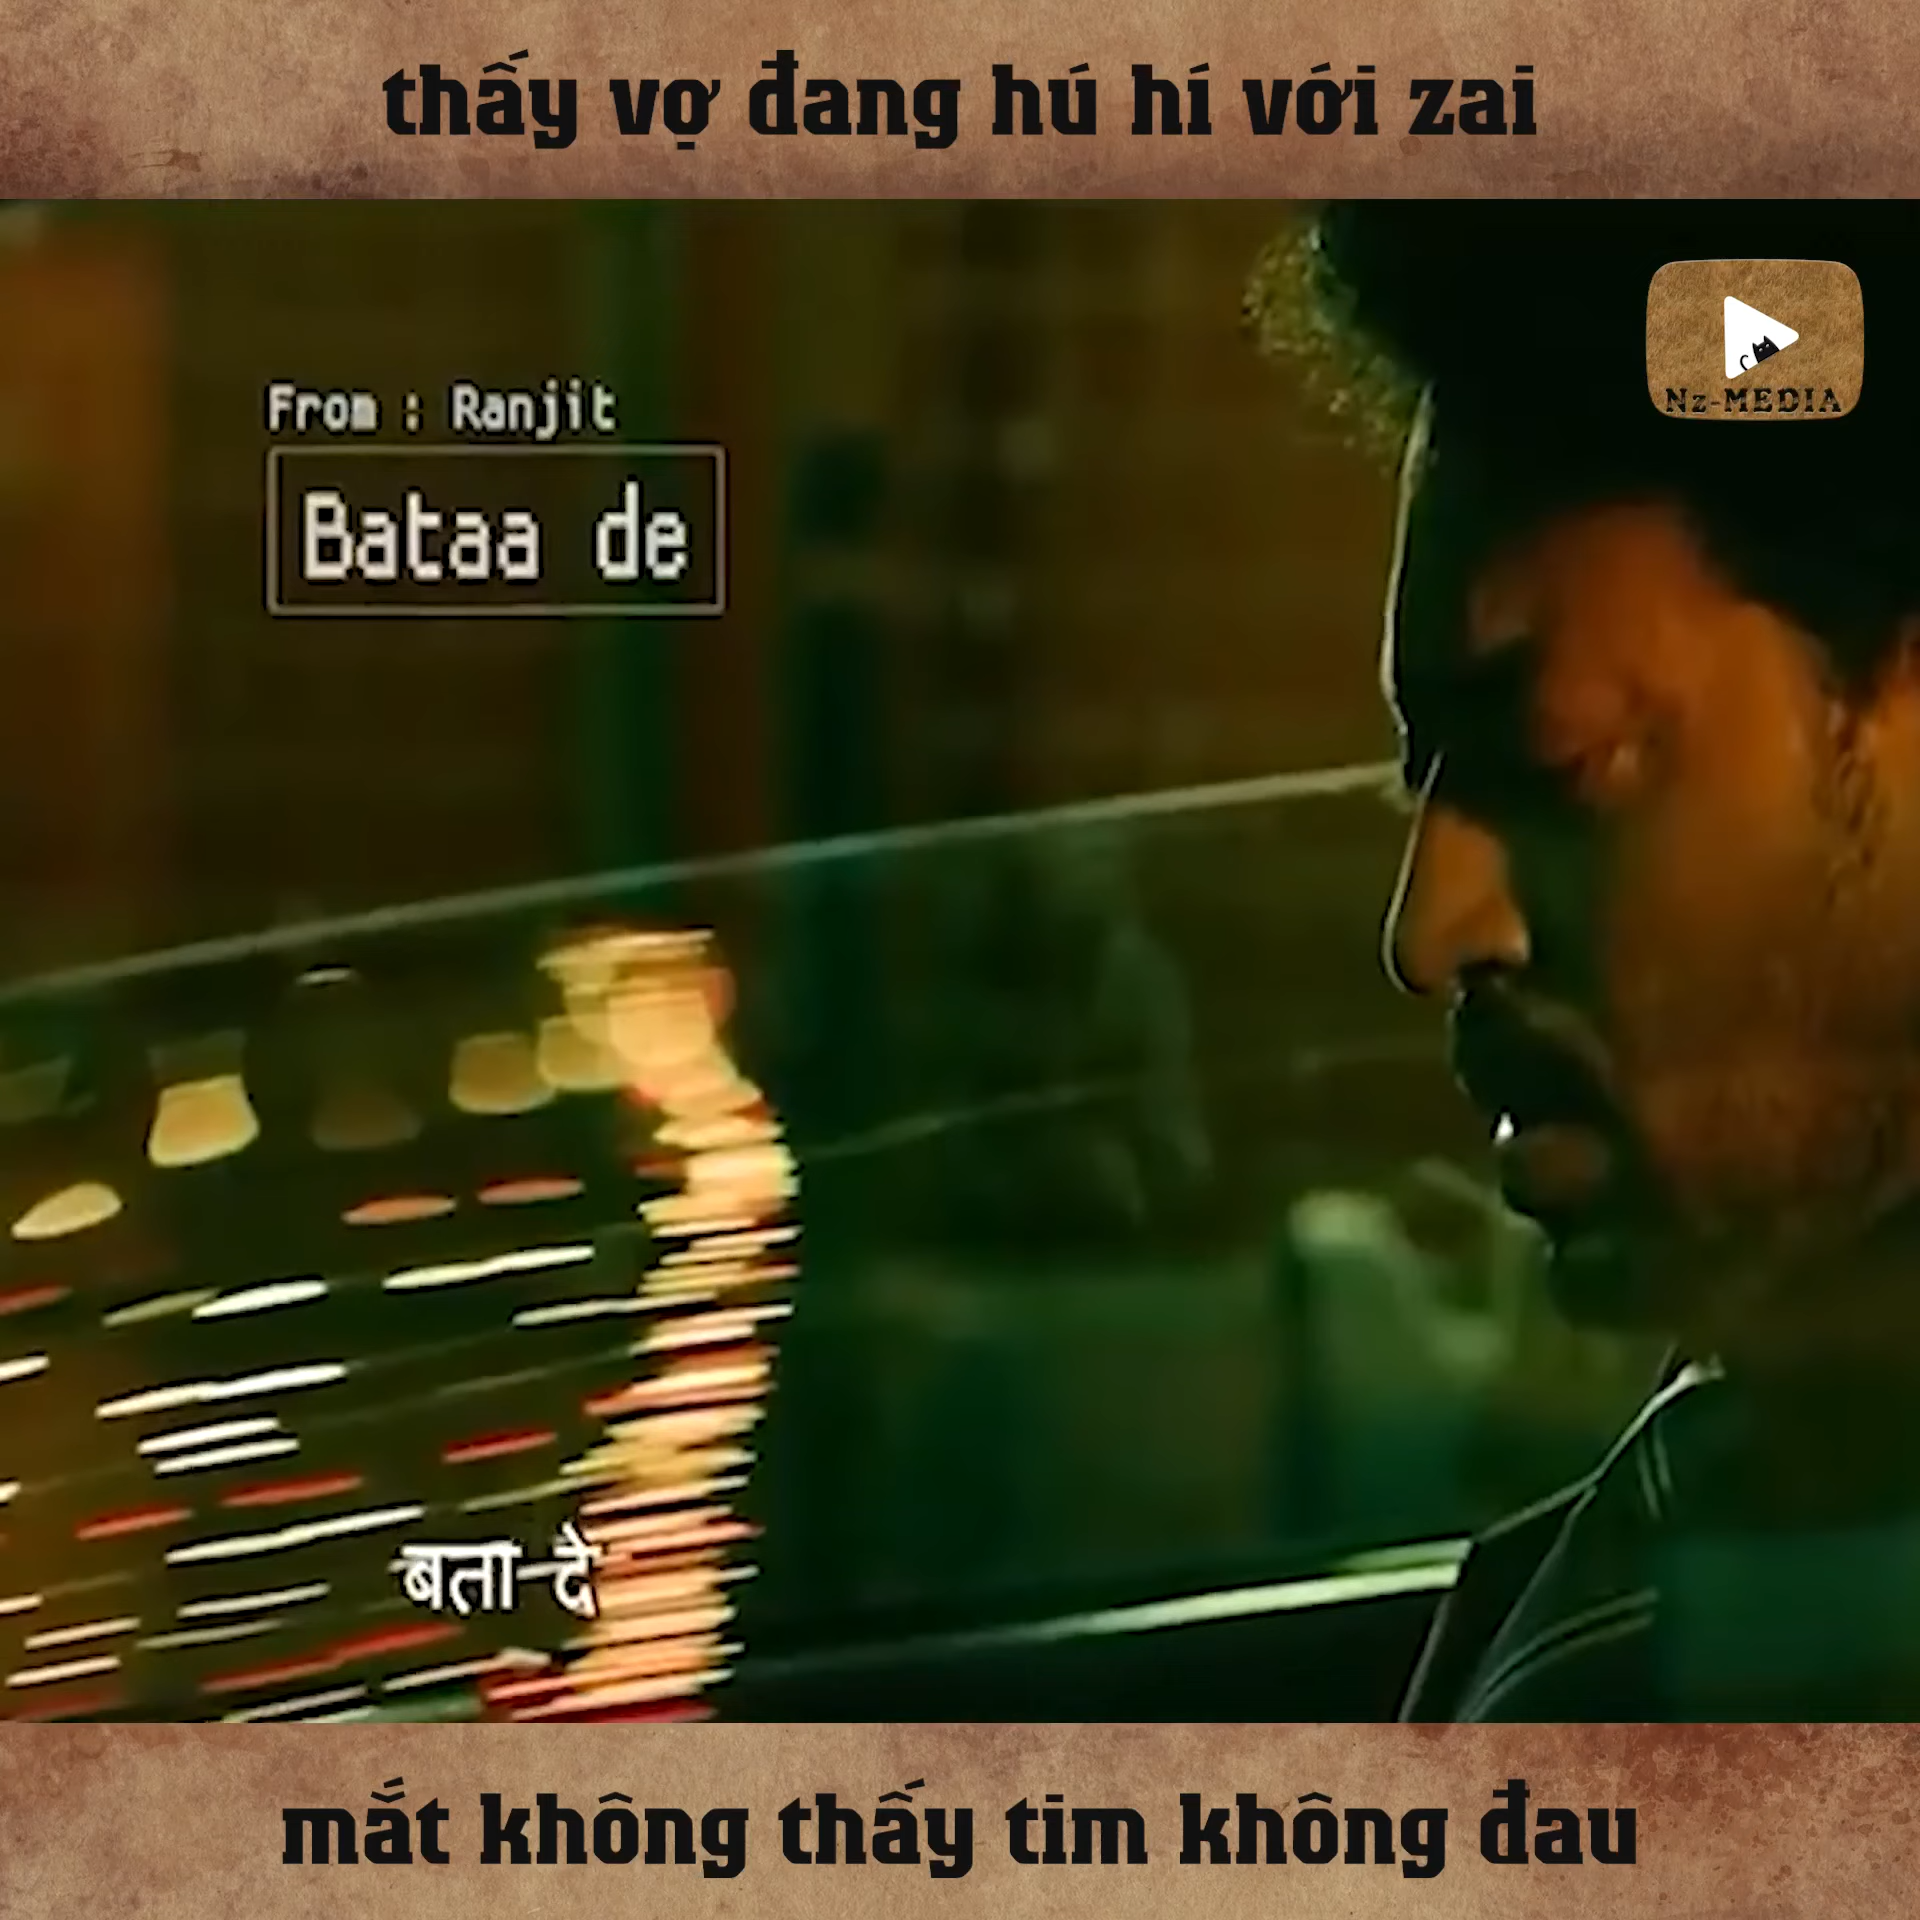 thấy vợ đang hú hí với zai
Nz-MEDIA
From : Ranjit
Bataa de
बता दे
mắt không thấy tim không đau